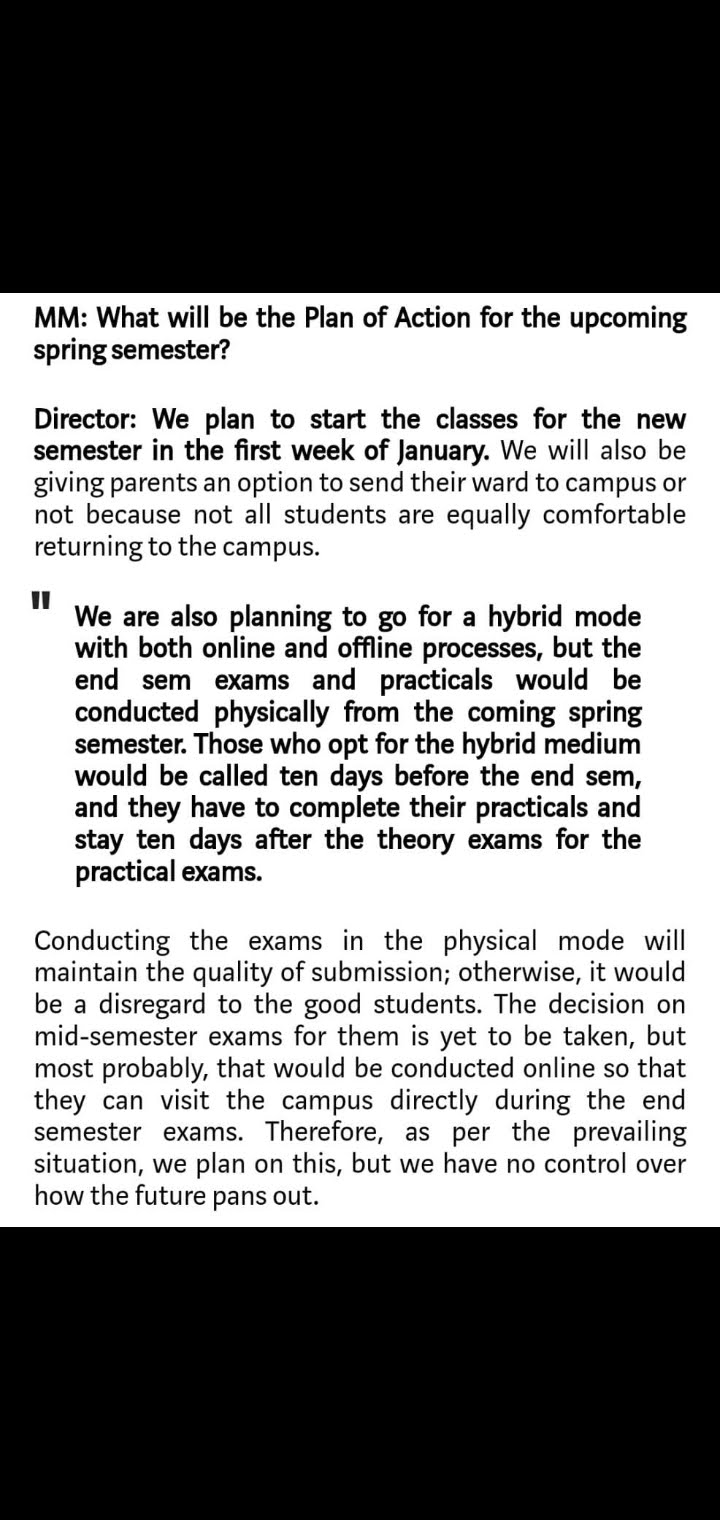 MM: What will be the Plan of Action for the upcoming
spring semester?
Director: We plan to start the classes for the new
semester in the first week of January. We will also be
giving parents an option to send their ward to campus or
not because not all students are equally comfortable
returning to the campus.
" We are also planning to go for a hybrid mode
with both online and offline processes, but the
end sem exams and practicals would be
conducted physically from the coming spring
semester. Those who opt for the hybrid medium
would be called ten days before the end sem,
and they have to complete their practicals and
stay ten days after the theory exams for the
practical exams.
Conducting the exams in the physical mode will
maintain the quality of submission; otherwise, it would
be a disregard to the good students. The decision on
mid-semester exams for them is yet to be taken, but
most probably, that would be conducted online so that
they can visit the campus directly during the end
semester exams. Therefore, as per the prevailing
situation, we plan on this, but we have no control over
how the future pans out.